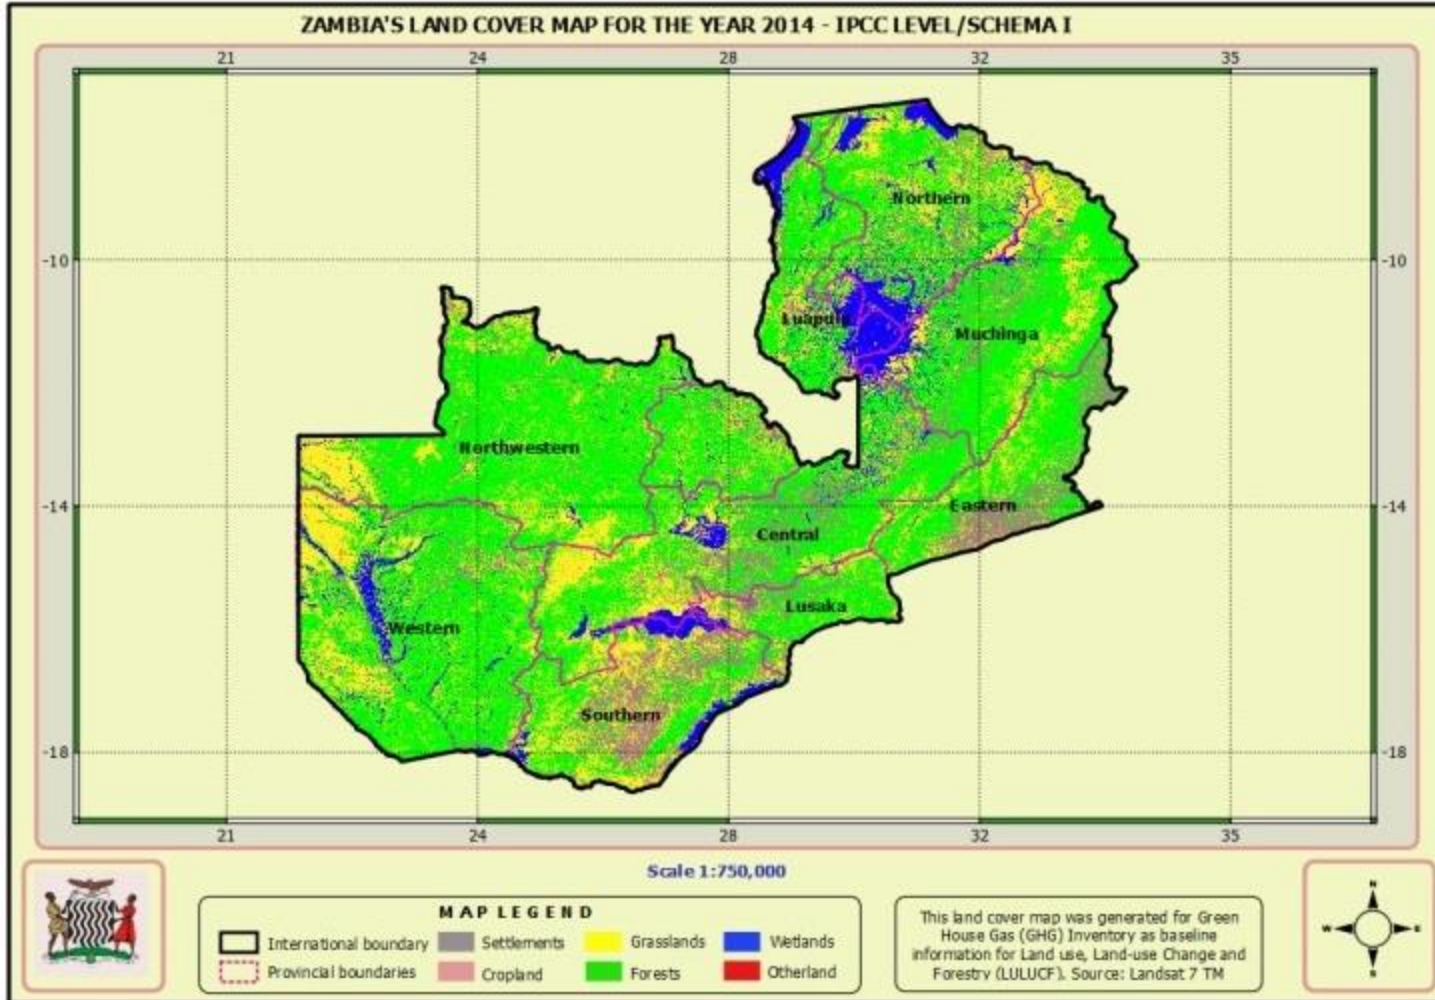 ZAMBIA'S LAND COVER MAP FOR THE YEAR 2014 - IPCC LEVEL/SCHEMA I
21 24 28 32 35
Northern
-10 -10
Luapula
Muchinga
Northwestern
-14 -14
Eastern
Central
Lusaka
Western
Southern
-18 -18
21 24 28 32 35
Scale 1:750,000
MAP LEGEND
International boundary Settlements Grasslands Wetlands
Provincial boundaries Cropland Forests Otherland
This land cover map was generated for Green
House Gas (GHG) Inventory as baseline
information for Land use, Land-use Change and
Forestry (LULUCF). Source: Landsat 7 TM
N
W E
S